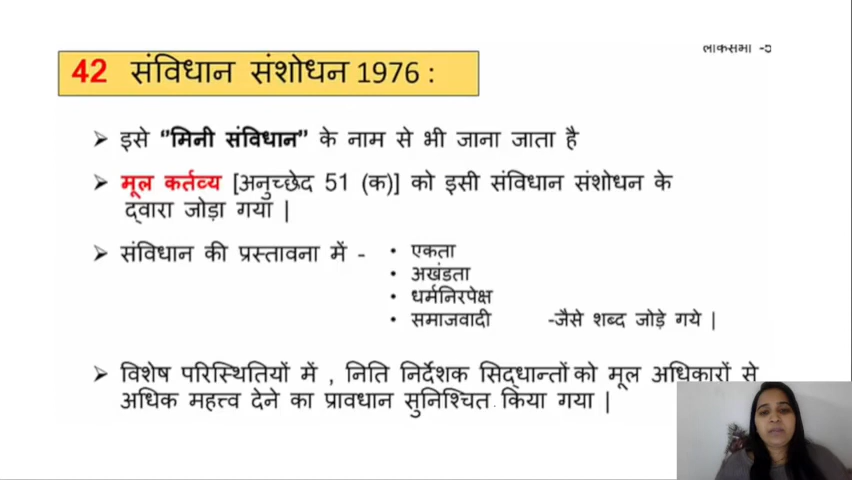 लोकसभा -
42 संविधान संशोधन 1976 :
➢ इसे “मिनी संविधान” के नाम से भी जाना जाता है
➢ मूल कर्तव्य [अनुच्छेद 51 (क)] को इसी संविधान संशोधन के
द्वारा जोड़ा गया |
➢ संविधान की प्रस्तावना में -
• एकता
• अखंडता
• धर्मनिरपेक्ष
• समाजवादी -जैसे शब्द जोड़े गये |
➢ विशेष परिस्थितियों में , निति निर्देशक सिद्धान्तों को मूल अधिकारों से
अधिक महत्त्व देने का प्रावधान सुनिश्चित किया गया |